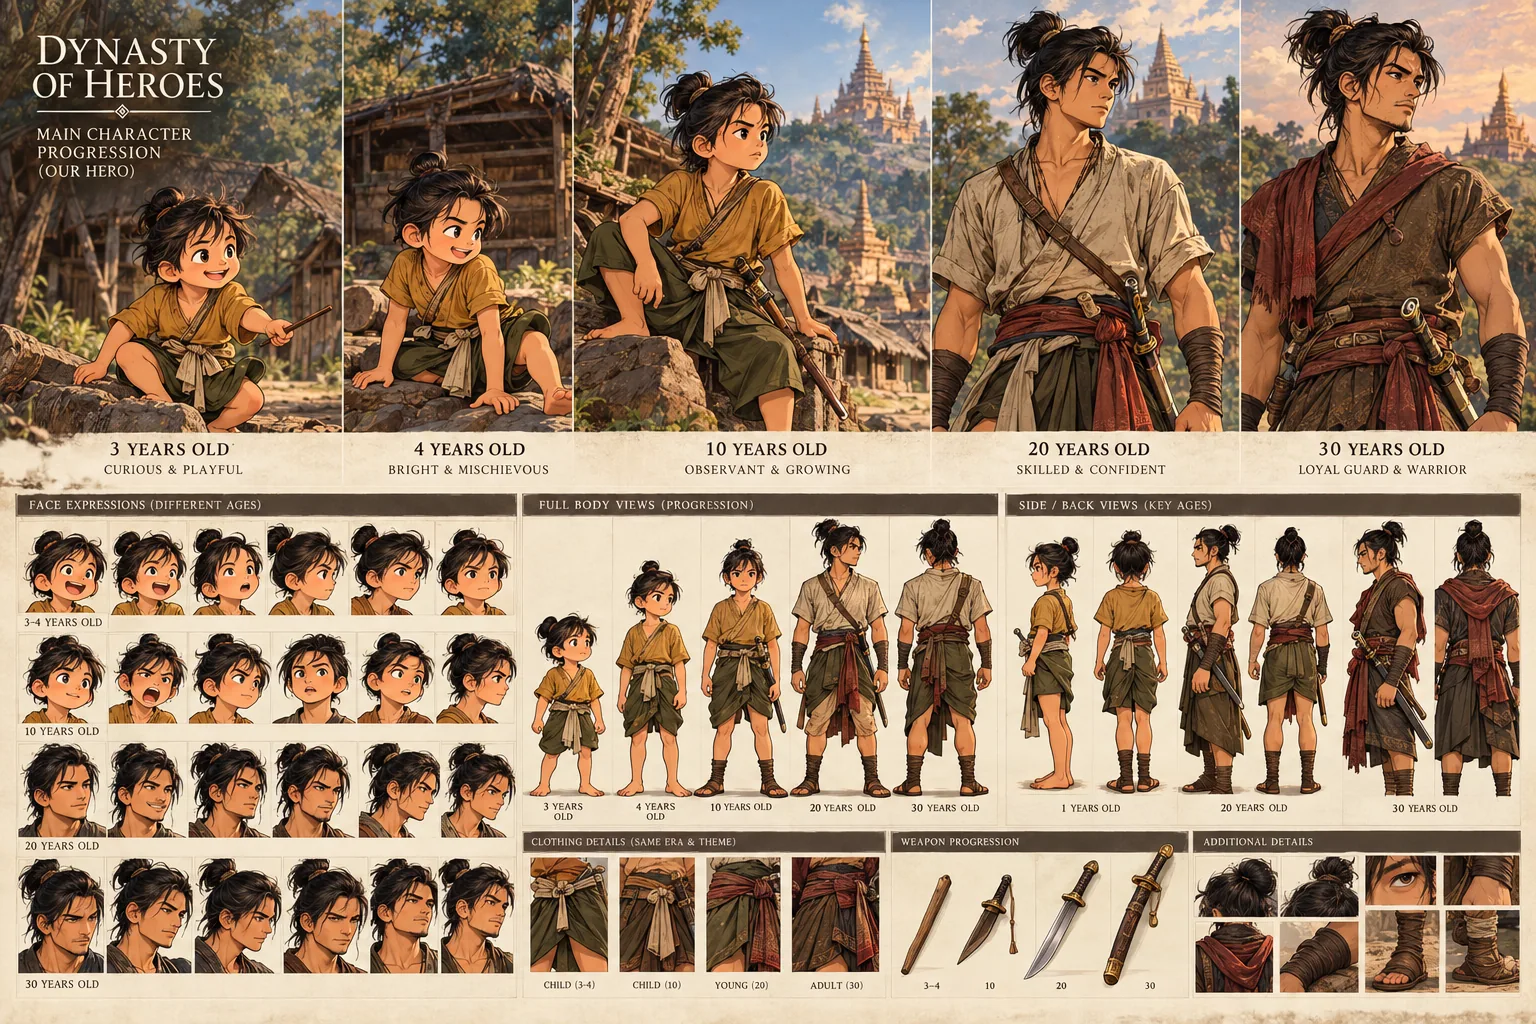 DYNASTY
OF HEROES
MAIN CHARACTER
PROGRESSION
(OUR HERO)
3 YEARS OLD
CURIOUS & PLAYFUL
4 YEARS OLD
BRIGHT & MISCHIEVOUS
10 YEARS OLD
OBSERVANT & GROWING
20 YEARS OLD
SKILLED & CONFIDENT
30 YEARS OLD
LOYAL GUARD & WARRIOR
FACE EXPRESSIONS (DIFFERENT AGES)
3-4 YEARS OLD
10 YEARS OLD
20 YEARS OLD
30 YEARS OLD
FULL BODY VIEWS (PROGRESSION)
3 YEARS
OLD
4 YEARS
OLD
10 YEARS OLD
20 YEARS OLD
30 YEARS OLD
SIDE / BACK VIEWS (KEY AGES)
1 YEARS OLD
20 YEARS OLD
30 YEARS OLD
CLOTHING DETAILS (SAME ERA & THEME)
CHILD (3-4)
CHILD (10)
YOUNG (20)
ADULT (30)
WEAPON PROGRESSION
3-4
10
20
30
ADDITIONAL DETAILS